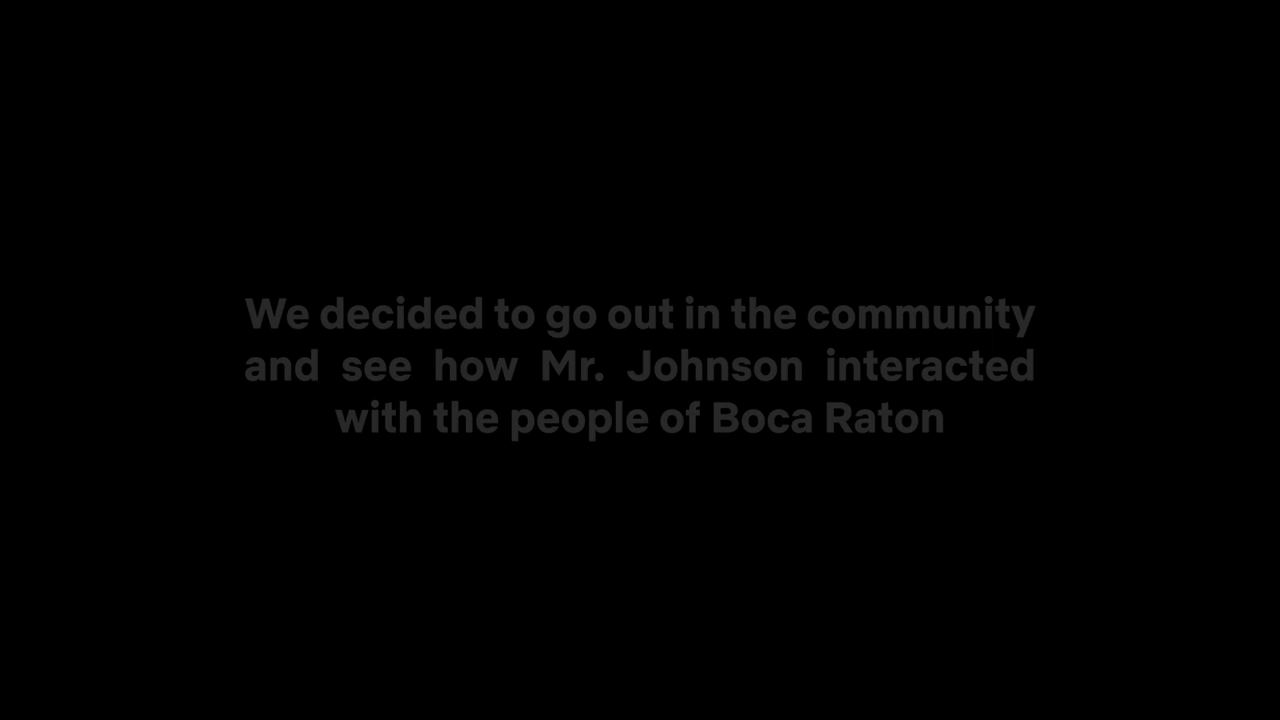 We decided to go out in the community
and see how Mr. Johnson interacted
with the people of Boca Raton